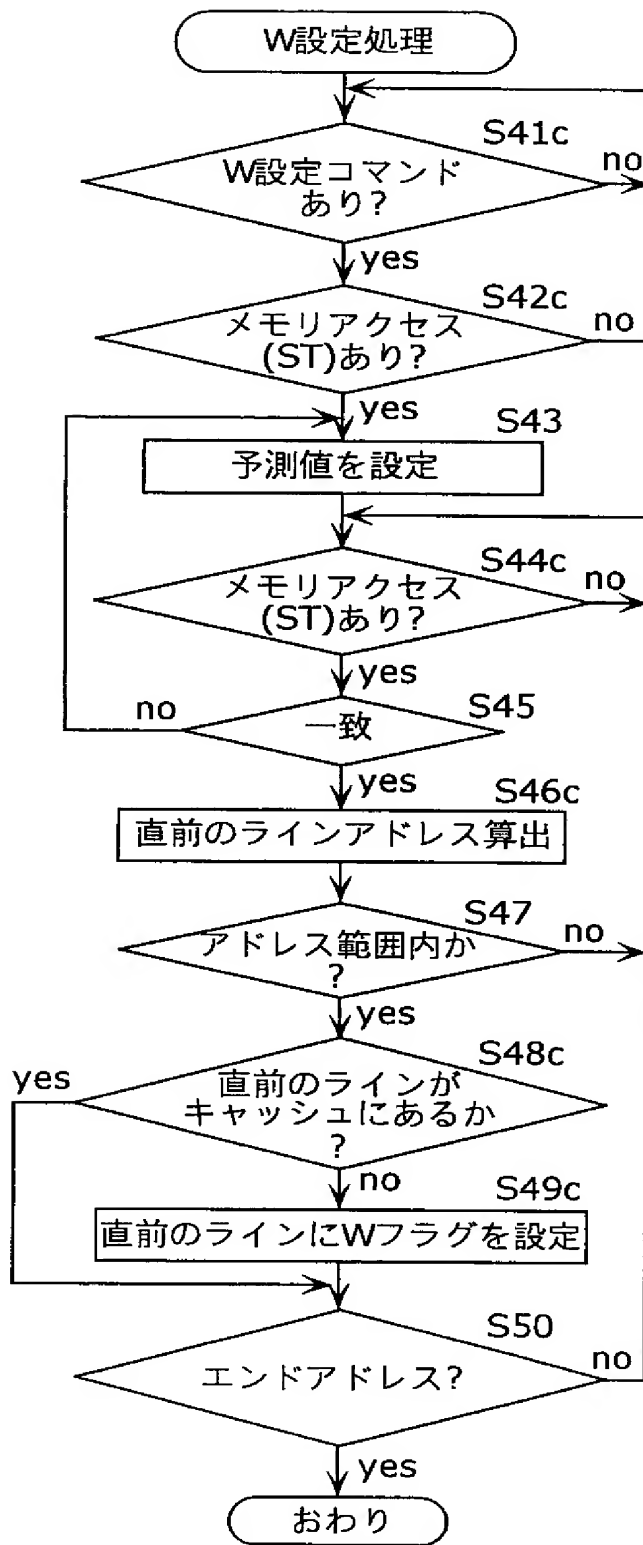 W設定処理
S41c
W設定コマンド
あり?
no
yes
S42c
メモリアクセス
(ST)あり?
no
yes
S43
予測値を設定
S44c
メモリアクセス
(ST)あり?
no
yes
S45
一致
no
yes
S46c
直前のラインアドレス算出
S47
アドレス範囲内か
?
no
yes
S48c
直前のラインが
キャッシュにあるか
?
yes
no
S49c
直前のラインにWフラグを設定
S50
エンドアドレス?
no
yes
おわり